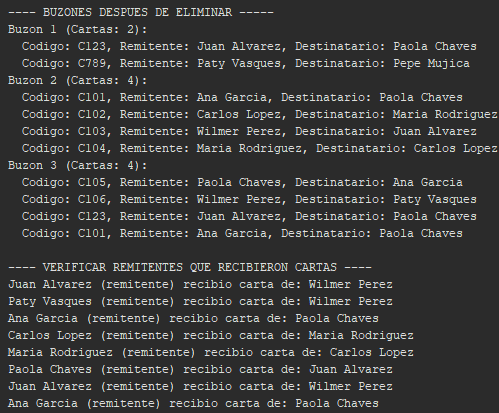 ---- BUZONES DESPUES DE ELIMINAR -----
Buzon 1 (Cartas: 2):
  Codigo: C123, Remitente: Juan Alvarez, Destinatario: Paola Chaves
  Codigo: C789, Remitente: Paty Vasques, Destinatario: Pepe Mujica
Buzon 2 (Cartas: 4):
  Codigo: C101, Remitente: Ana Garcia, Destinatario: Paola Chaves
  Codigo: C102, Remitente: Carlos Lopez, Destinatario: Maria Rodriguez
  Codigo: C103, Remitente: Wilmer Perez, Destinatario: Juan Alvarez
  Codigo: C104, Remitente: Maria Rodriguez, Destinatario: Carlos Lopez
Buzon 3 (Cartas: 4):
  Codigo: C105, Remitente: Paola Chaves, Destinatario: Ana Garcia
  Codigo: C106, Remitente: Wilmer Perez, Destinatario: Paty Vasques
  Codigo: C123, Remitente: Juan Alvarez, Destinatario: Paola Chaves
  Codigo: C101, Remitente: Ana Garcia, Destinatario: Paola Chaves

---- VERIFICAR REMITENTES QUE RECIBIERON CARTAS ----
Juan Alvarez (remitente) recibio carta de: Wilmer Perez
Paty Vasques (remitente) recibio carta de: Wilmer Perez
Ana Garcia (remitente) recibio carta de: Paola Chaves
Carlos Lopez (remitente) recibio carta de: Maria Rodriguez
Maria Rodriguez (remitente) recibio carta de: Carlos Lopez
Paola Chaves (remitente) recibio carta de: Juan Alvarez
Juan Alvarez (remitente) recibio carta de: Wilmer Perez
Ana Garcia (remitente) recibio carta de: Paola Chaves